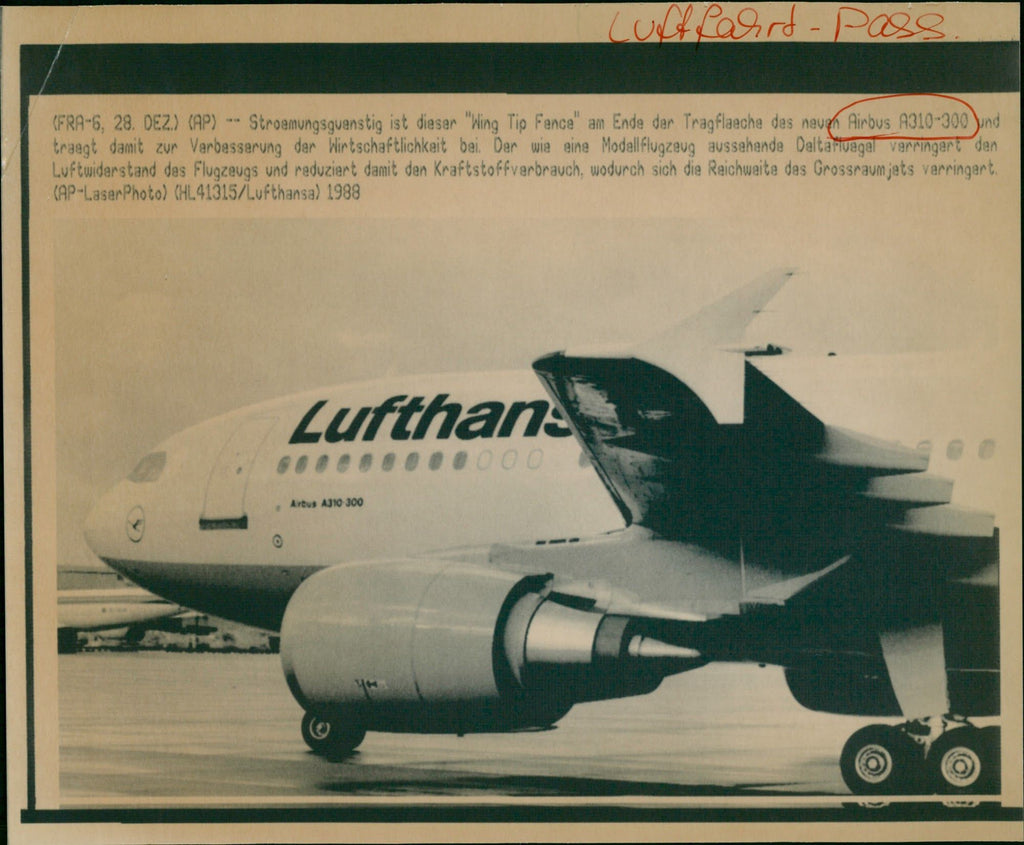 Luftfahrt - Pass.
(FRA-6, 28. DEZ.) (AP) -- Stroemungsguenstig ist dieser "Wing Tip Fence" am Ende der Tragflaeche des neuen Airbus A310-300 und
traegt damit zur Verbesserung der Wirtschaftlichkeit bei. Der wie eine Modellflugzeug aussehende Deltafluegel verringert den
Luftwiderstand des Flugzeugs und reduziert damit den Kraftstoffverbrauch, wodurch sich die Reichweite des Grossraumjets verringert.
(AP-LaserPhoto) (HL41315/Lufthansa) 1988
Lufthans
Airbus A310-300